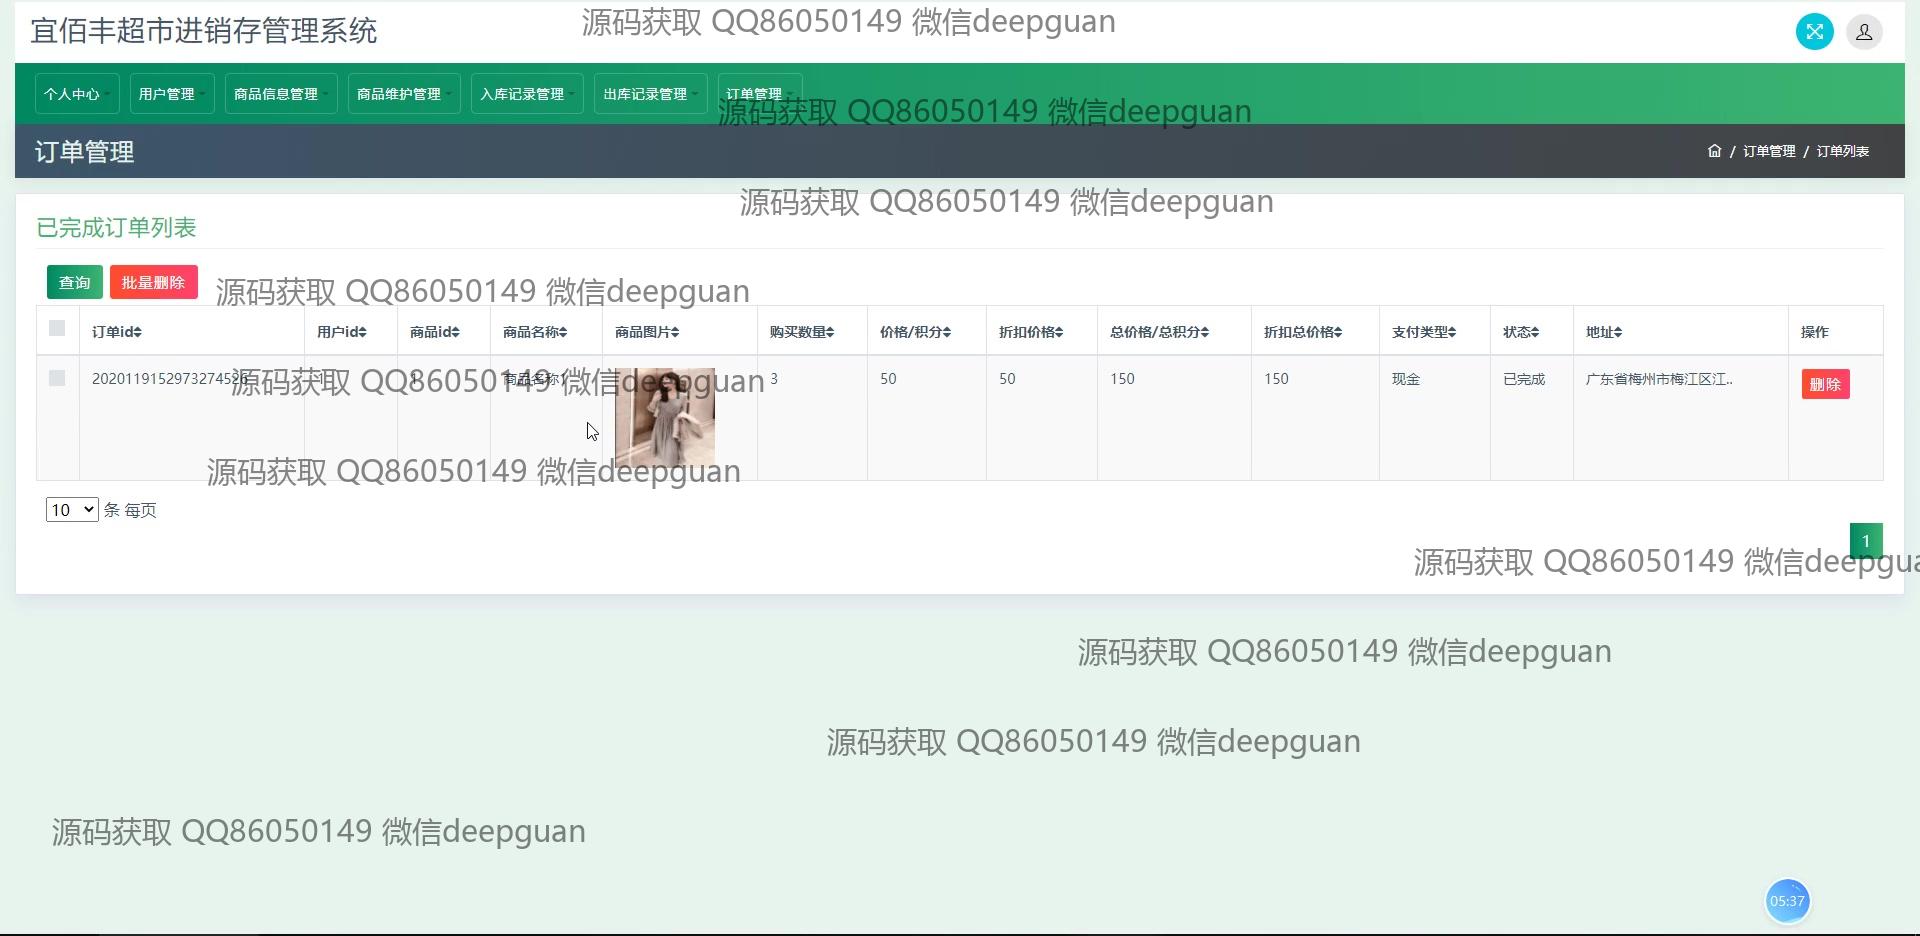 宜佰丰超市进销存管理系统
源码获取 QQ86050149 微信deepguan
个人中心 用户管理 商品信息管理 商品维护管理 入库记录管理 出库记录管理 订单管理
源码获取 QQ86050149 微信deepguan
订单管理
/ 订单管理 / 订单列表
源码获取 QQ86050149 微信deepguan
已完成订单列表
查询 批量删除
源码获取 QQ86050149 微信deepguan
订单id 用户id 商品id 商品名称 商品图片 购买数量 价格/积分 折扣价格 总价格/总积分 折扣总价格 支付类型 状态 地址 操作
2020119152973274526 1 1 商品名称1 3 50 50 150 150 现金 已完成 广东省梅州市梅江区江.. 删除
源码获取 QQ86050149 微信deepguan
源码获取 QQ86050149 微信deepguan
10 条 每页
1
源码获取 QQ86050149 微信deepgua
源码获取 QQ86050149 微信deepguan
源码获取 QQ86050149 微信deepguan
源码获取 QQ86050149 微信deepguan
05:37